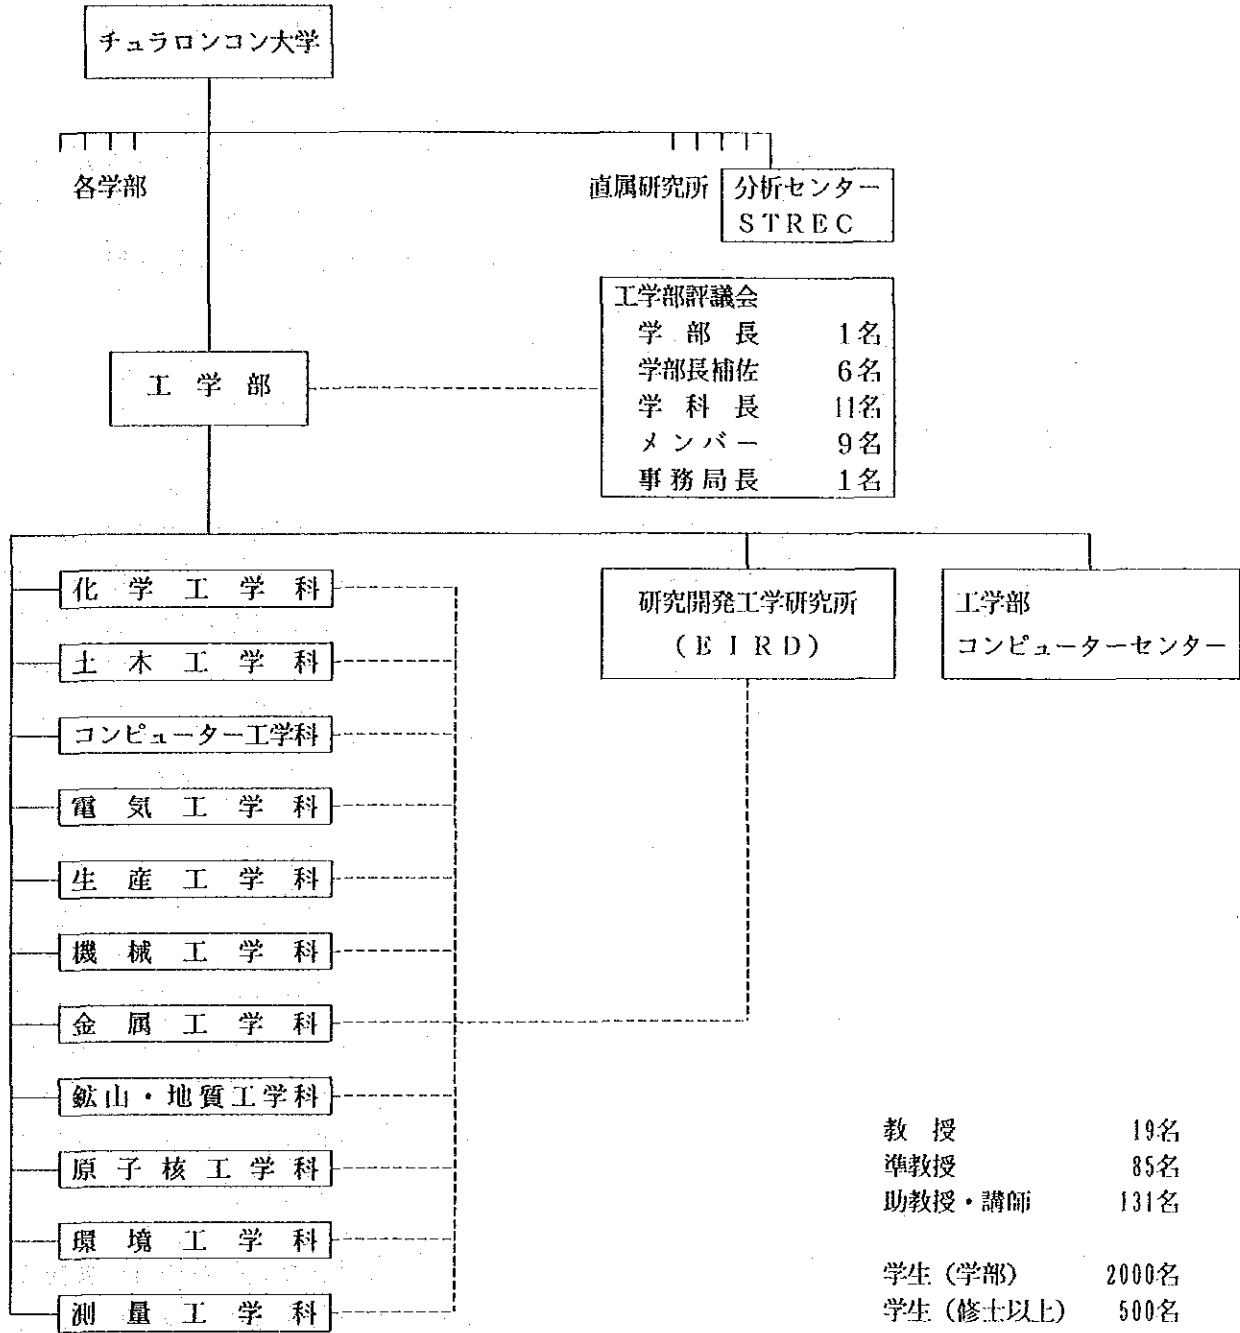 チュラロンコン大学
各学部
直属研究所
分析センター
STREC
工学部評議会
学部長 1名
学部長補佐 6名
学科長 11名
メンバー 9名
事務局長 1名
工学部
化学工学科
土木工学科
コンピューター工学科
電気工学科
生産工学科
機械工学科
金属工学科
鉱山・地質工学科
原子核工学科
環境工学科
測量工学科
研究開発工学研究所
(EIRD)
工学部
コンピューターセンター
教授 19名
準教授 85名
助教授・講師 131名
学生(学部) 2000名
学生(修士以上) 500名